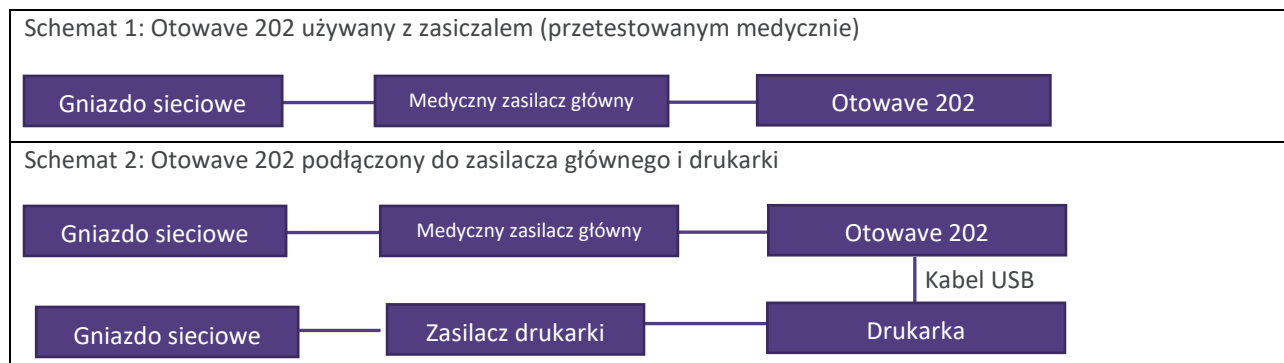 Schemat 1: Otowave 202 używany z zasiczalem (przetestowanym medycznie)
Gniazdo sieciowe Medyczny zasilacz główny Otowave 202
Schemat 2: Otowave 202 podłączony do zasilacza głównego i drukarki
Gniazdo sieciowe Medyczny zasilacz główny Otowave 202
Kabel USB
Gniazdo sieciowe Zasilacz drukarki Drukarka